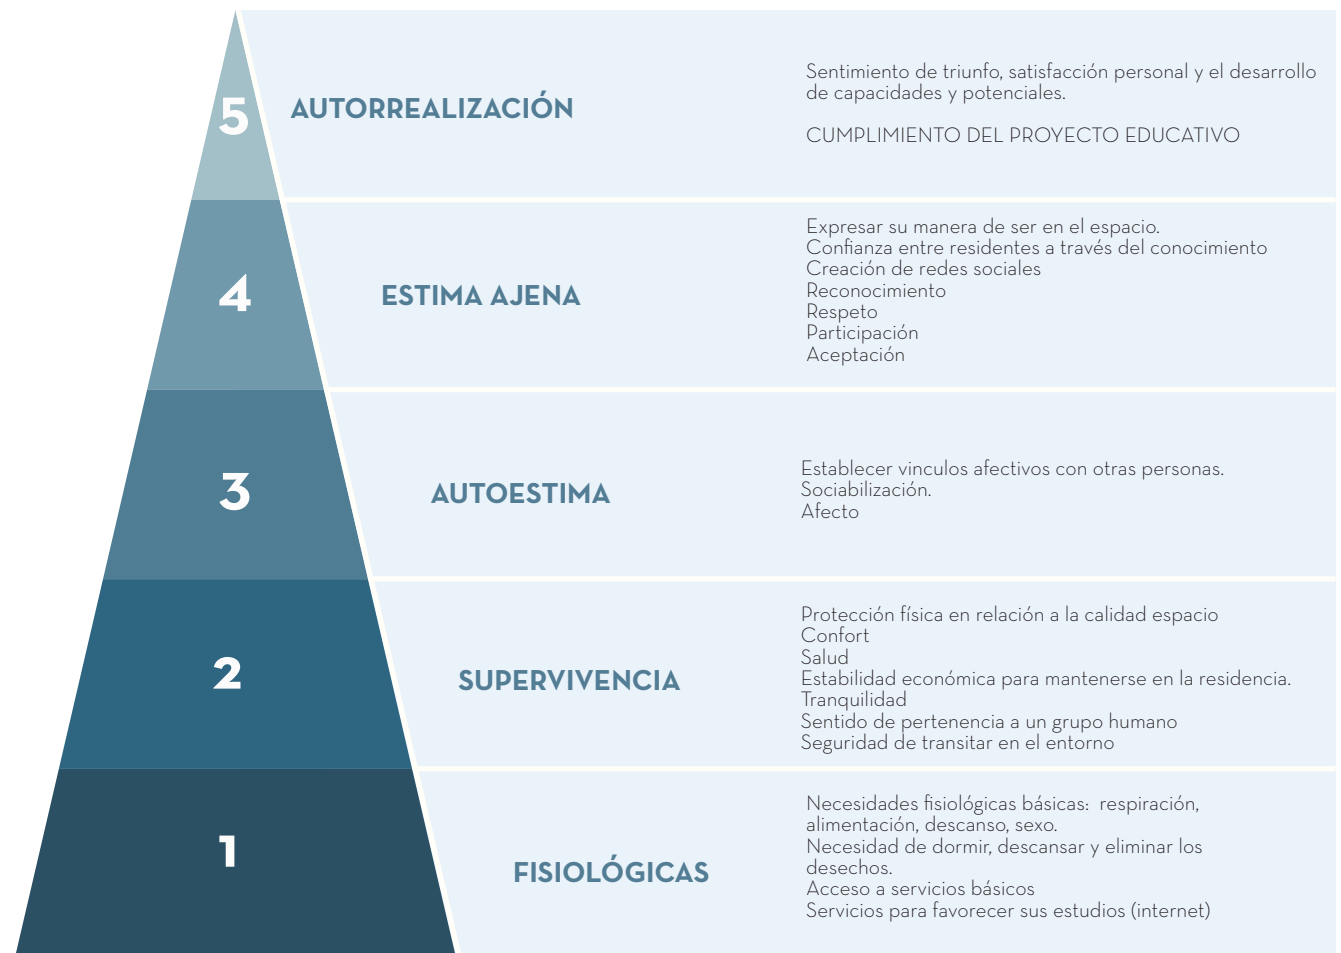 5
AUTORREALIZACIÓN
Sentimiento de triunfo, satisfacción personal y el desarrollo
de capacidades y potenciales.
CUMPLIMIENTO DEL PROYECTO EDUCATIVO
4
ESTIMA AJENA
Expresar su manera de ser en el espacio.
Confianza entre residentes a través del conocimiento
Creación de redes sociales
Reconocimiento
Respeto
Participación
Aceptación
3
AUTOESTIMA
Establecer vinculos afectivos con otras personas.
Sociabilización.
Afecto
2
SUPERVIVENCIA
Protección física en relación a la calidad espacio
Confort
Salud
Estabilidad económica para mantenerse en la residencia.
Tranquilidad
Sentido de pertenencia a un grupo humano
Seguridad de transitar en el entorno
1
FISIOLÓGICAS
Necesidades fisiológicas básicas:  respiración,
alimentación, descanso, sexo.
Necesidad de dormir, descansar y eliminar los
desechos.
Acceso a servicios básicos
Servicios para favorecer sus estudios (internet)